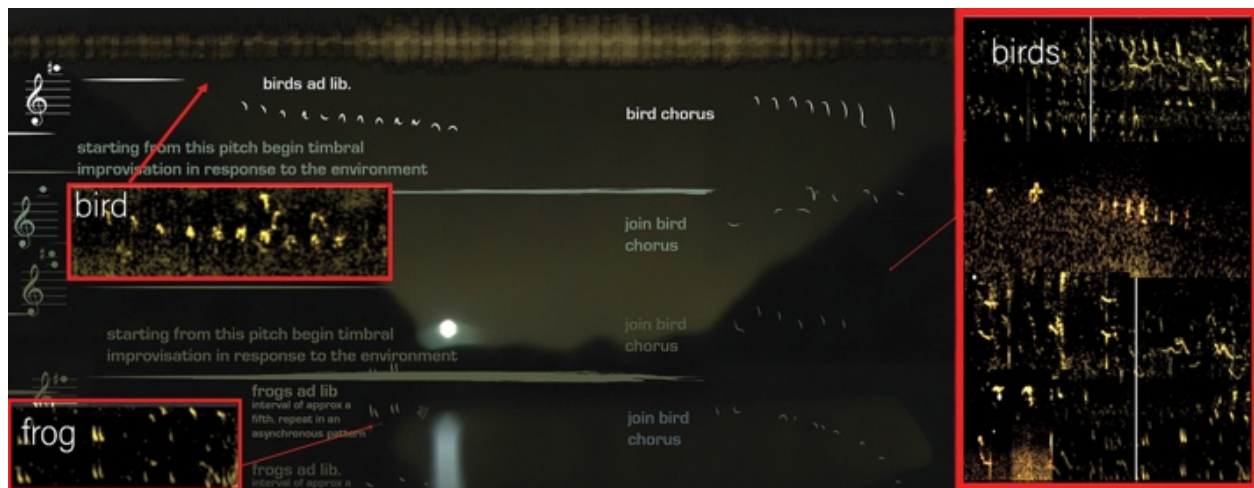 birds
birds ad lib.
bird chorus
starting from this pitch begin timbral
improvisation in response to the environment
bird
join bird
chorus
starting from this pitch begin timbral
improvisation in response to the environment
join bird
chorus
frogs ad lib
interval of approx a
fifth. repeat in an
asynchronous pattern
join bird
chorus
frog
frogs ad lib.
interval of approx a